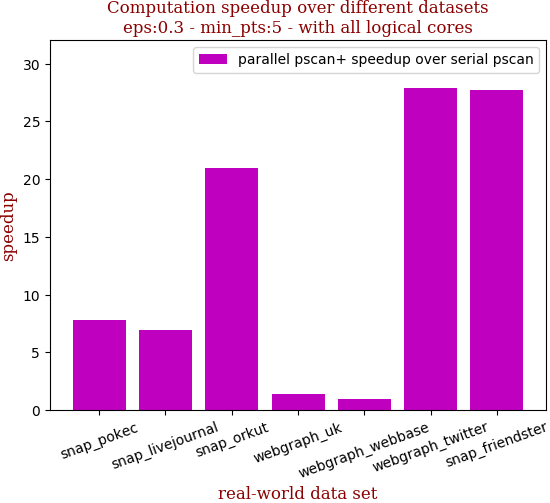 Computation speedup over different datasets
eps:0.3 - min_pts:5 - with all logical cores
parallel pscan+ speedup over serial pscan
30
25
20
15
10
5
0
speedup
snap_pokec
snap_livejournal
snap_orkut
webgraph_uk
webgraph_webbase
webgraph_twitter
snap_friendster
real-world data set